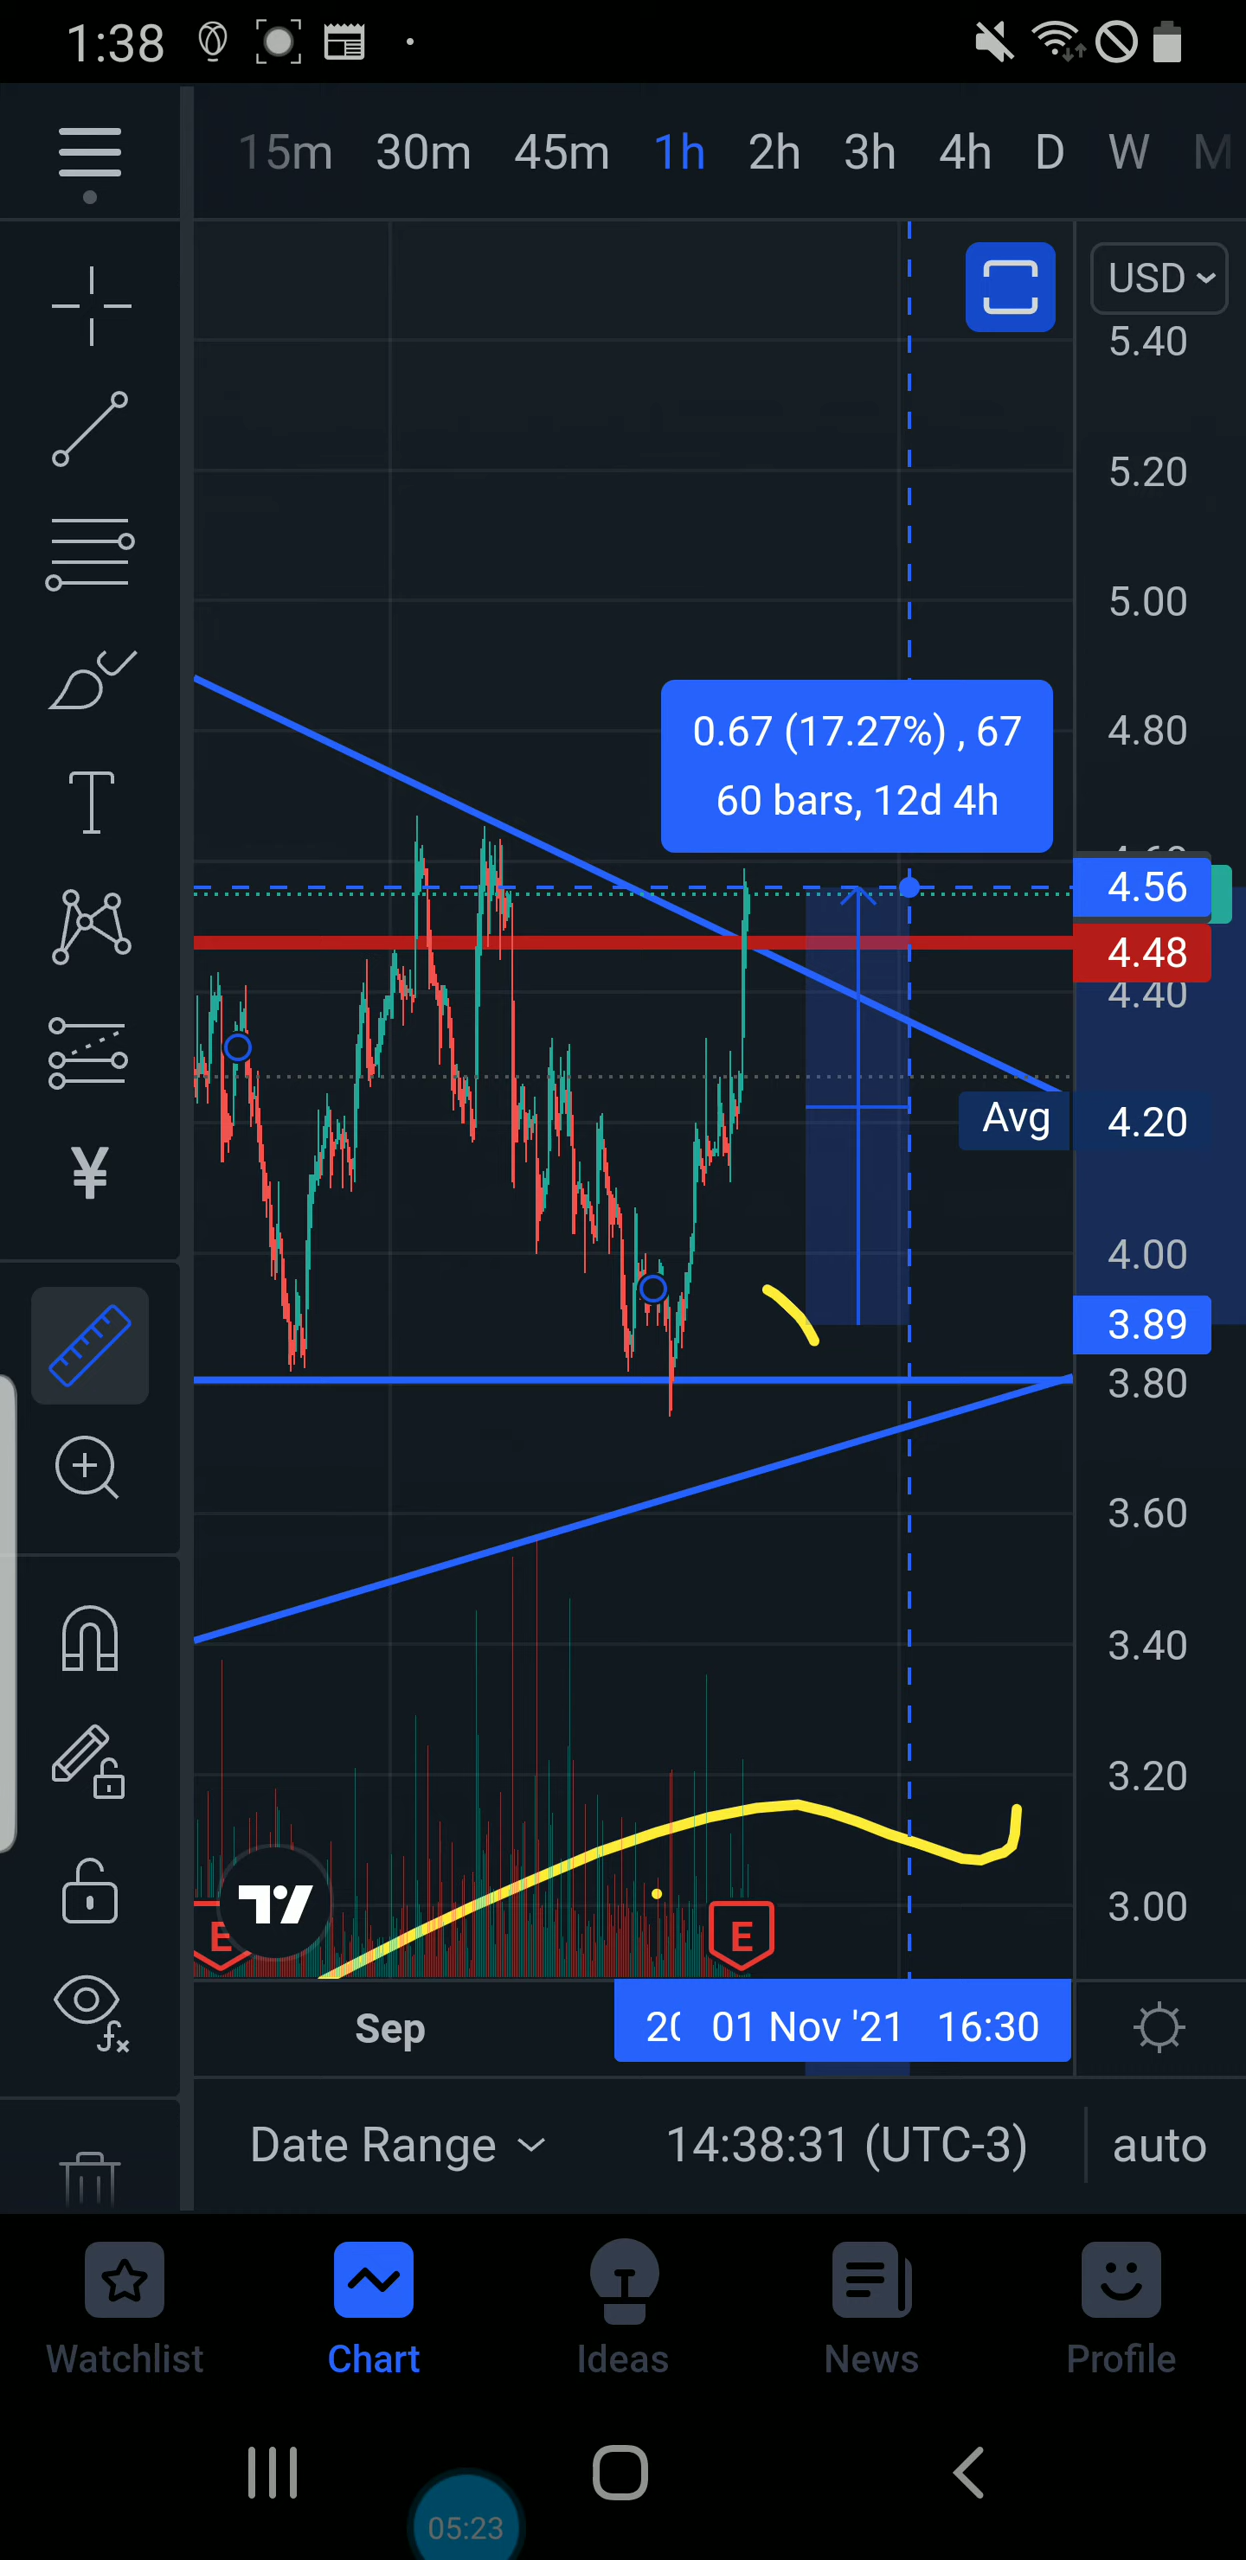 1:38
15m 30m 45m 1h 2h 3h 4h D W M
USD
5.40
5.20
5.00
0.67 (17.27%) , 67
60 bars, 12d 4h
4.80
4.56
4.48
4.40
Avg 4.20
4.00
3.89
3.80
3.60
3.40
3.20
3.00
E
E
Sep 01 Nov '21 16:30
Date Range 14:38:31 (UTC-3) auto
Watchlist Chart Ideas News Profile
05:23